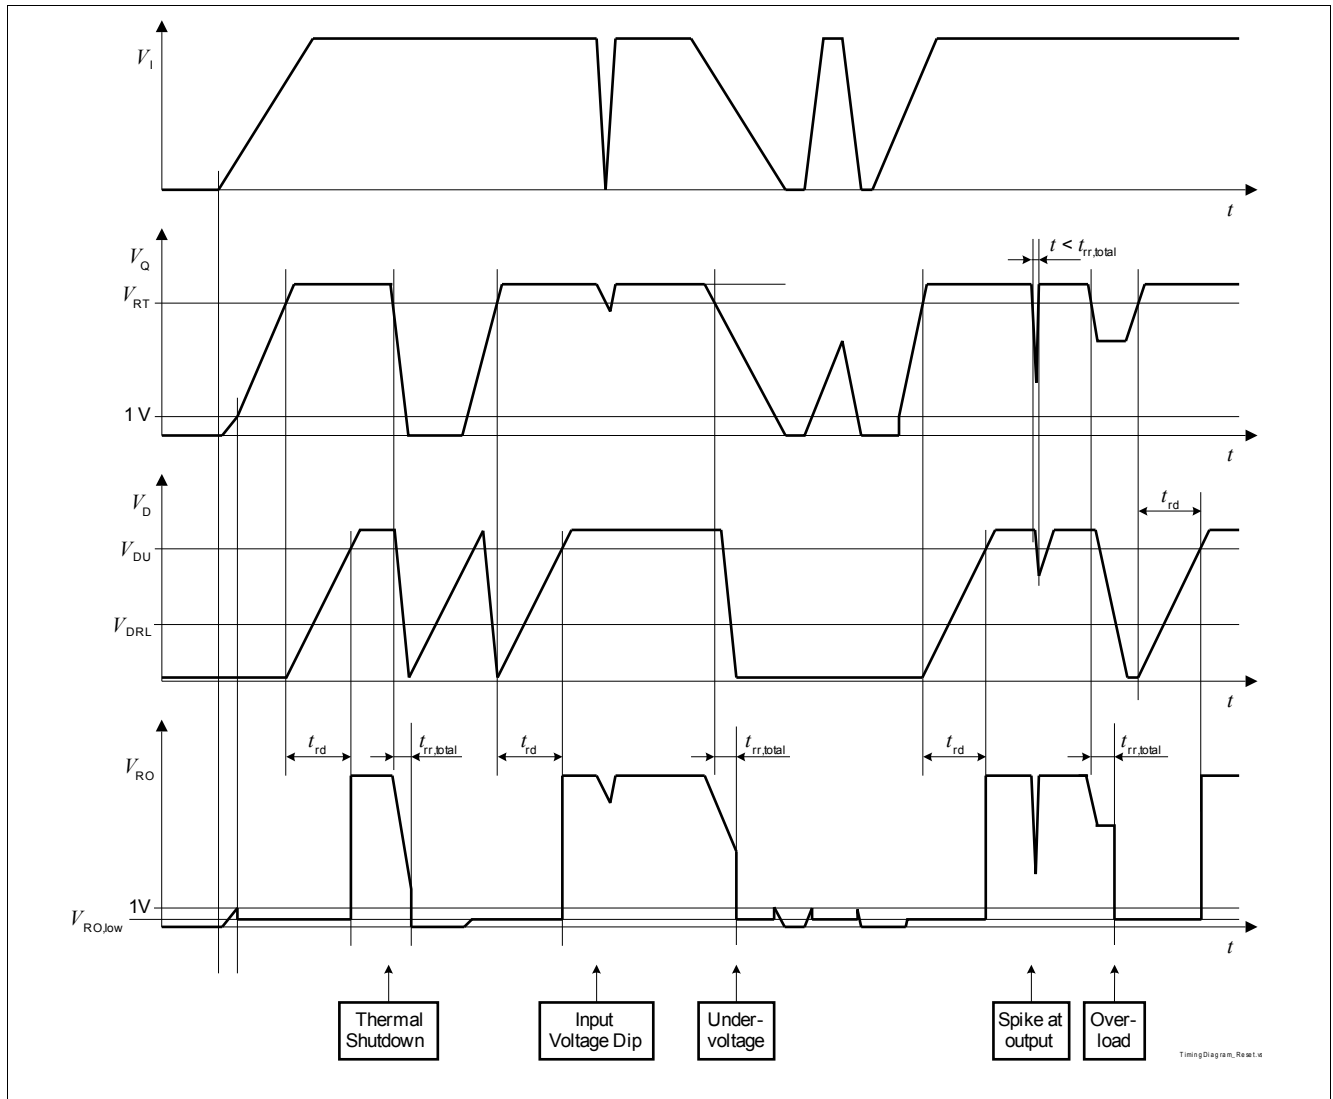 V_I
t
V_Q
t < t_rr,total
V_RT
1 V
t
V_D
t_rd
V_DU
V_DRL
t
t_rd
t_rr,total
t_rd
t_rr,total
t_rd
t_rr,total
V_RO
1V
V_RO,low
t
Thermal
Shutdown
Input
Voltage Dip
Under-
voltage
Spike at
output
Over-
load
TimingDiagram_Reset.vs